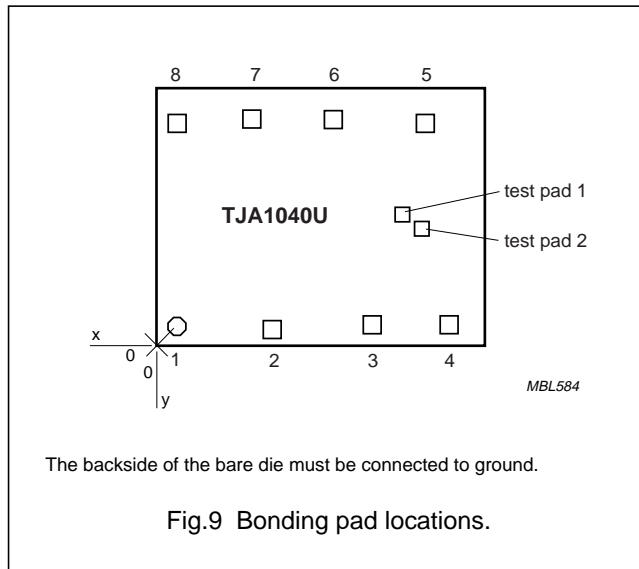 8 7 6 5
test pad 1
TJA1040U
test pad 2
x
0
0
1 2 3 4
y
MBL584
The backside of the bare die must be connected to ground.
Fig.9 Bonding pad locations.